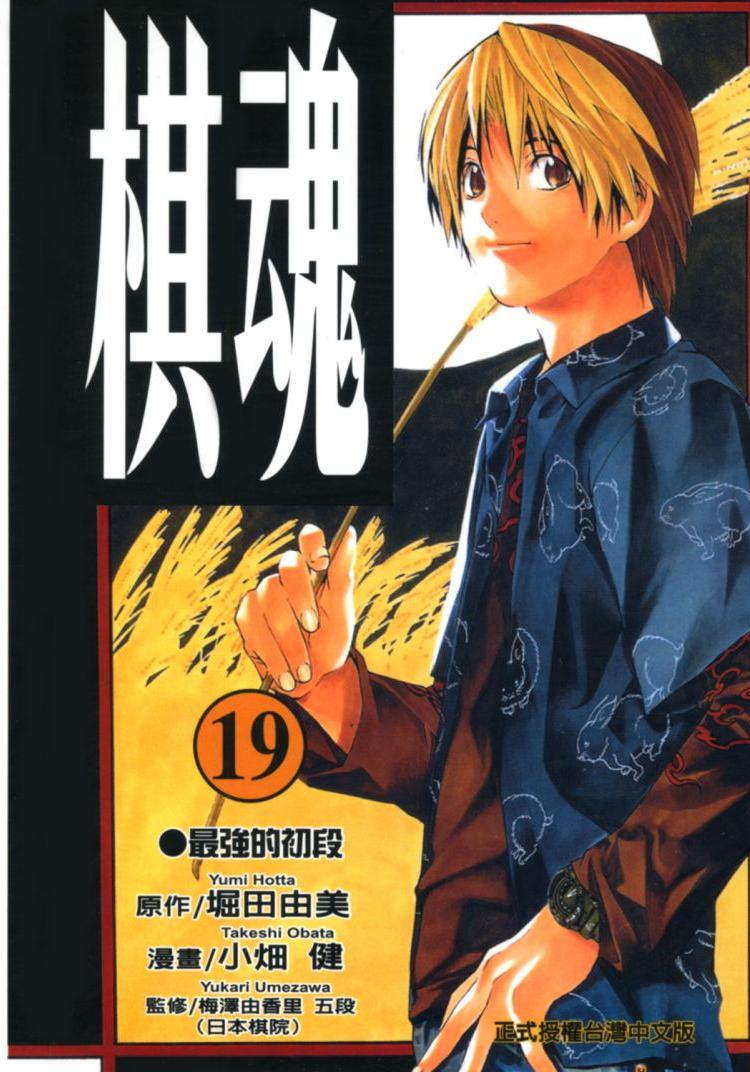 棋魂
19
●最強的初段
Yumi Hotta
原作/堀田由美
Takeshi Obata
漫畫/小畑 健
Yukari Umezawa
監修/梅澤由香里 五段
(日本棋院)
正式授權台灣中文版